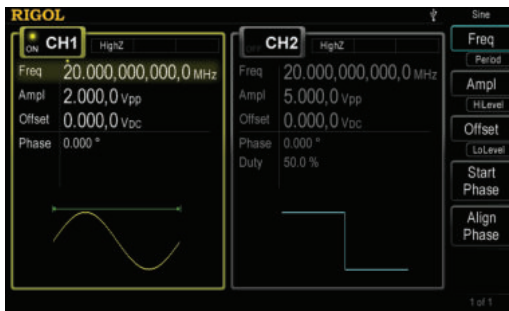 RIGOL
Sine
ON CH1 HighZ
Freq 20.000,000,000,0 MHz
Ampl 2.000,0 Vpp
Offset 0.000,0 VDC
Phase 0.000 °
OFF CH2 HighZ
Freq 20.000,000,000,0 MHz
Ampl 5.000,0 Vpp
Offset 0.000,0 VDC
Phase 0.000 °
Duty 50.0 %
Freq
Period
Ampl
HiLevel
Offset
LoLevel
Start
Phase
Align
Phase
1 of 1